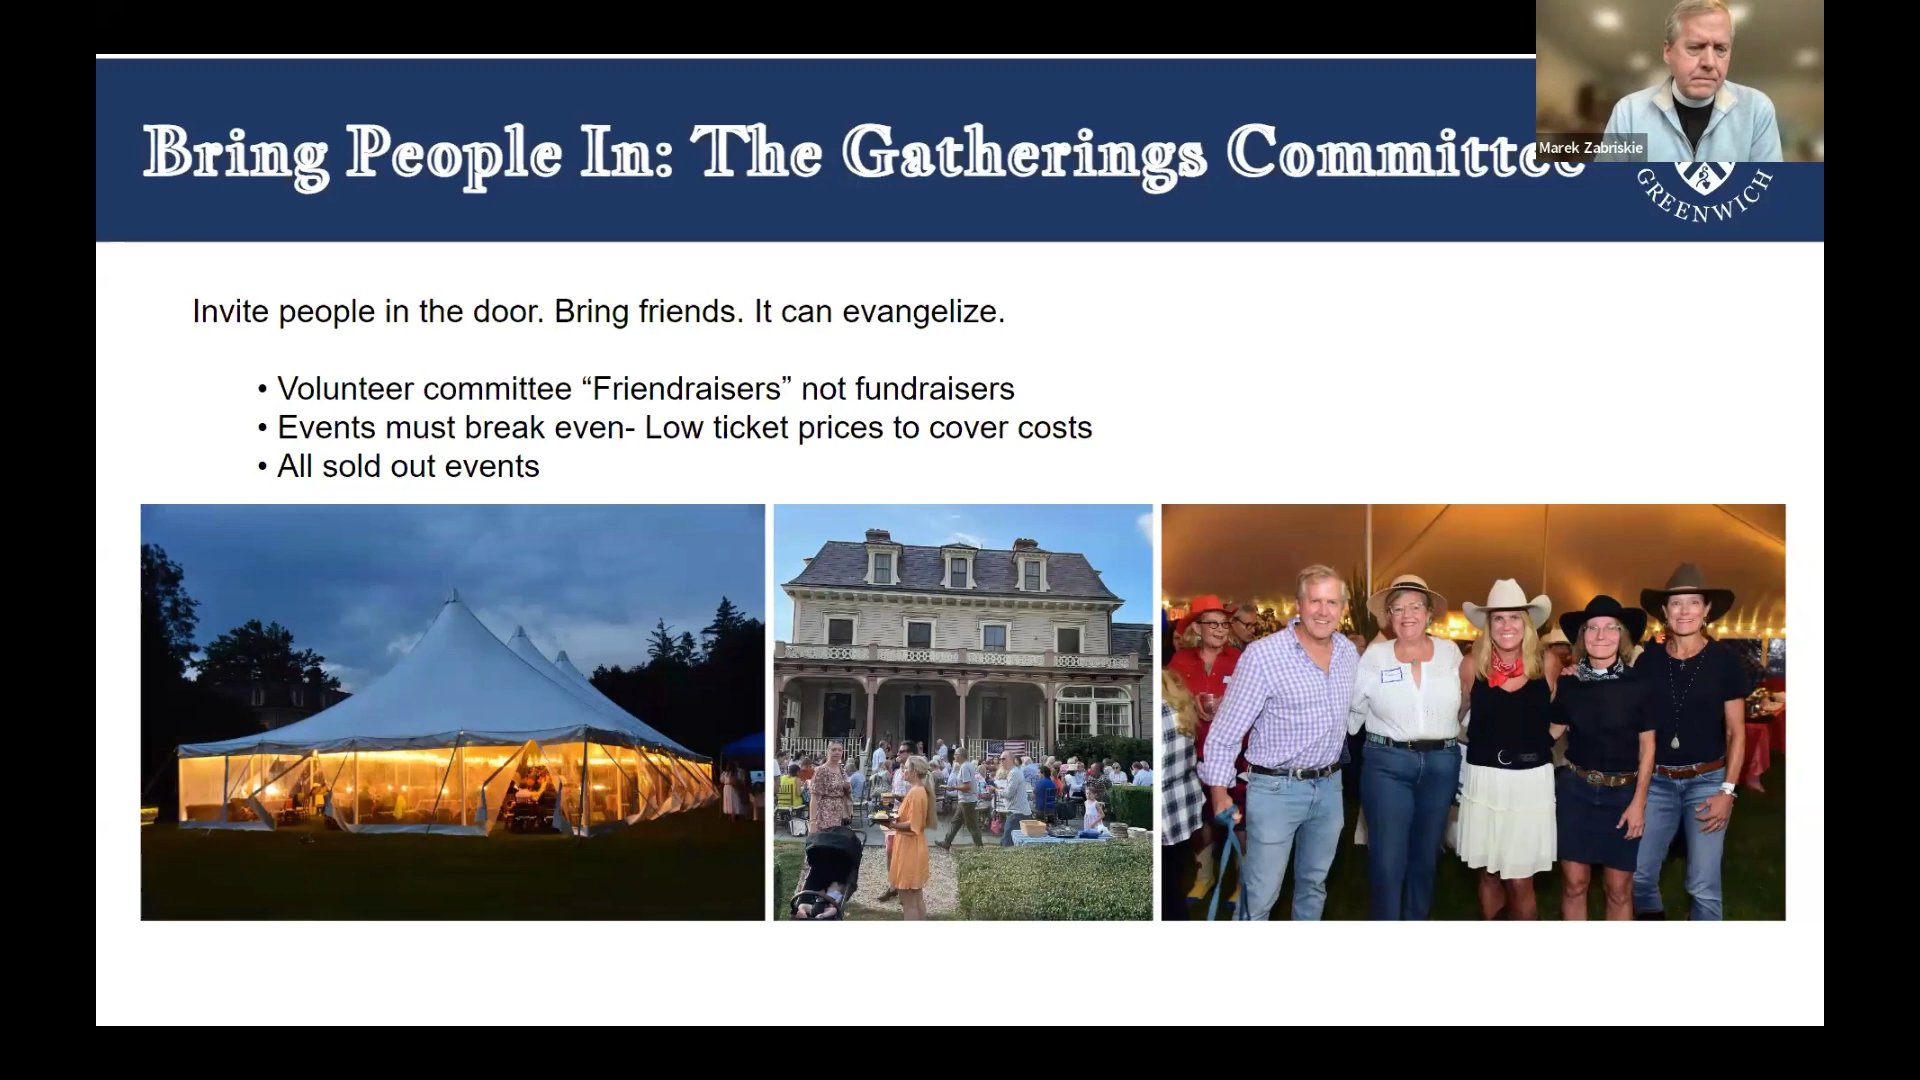 Bring People In: The Gatherings Committee
Marek Zabriskie
GREENWICH
Invite people in the door. Bring friends. It can evangelize.
• Volunteer committee “Friendraisers” not fundraisers
• Events must break even- Low ticket prices to cover costs
• All sold out events